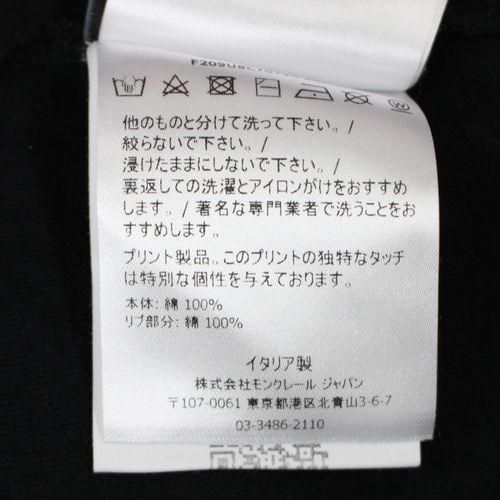 他のものと分けて洗って下さい。/
絞らないで下さい。/
浸けたままにしないで下さい。/
裏返しての洗濯とアイロンがけをおすすめ
します。/ 著名な専門業者で洗うことをお
すすめします。
プリント製品。このプリントの独特なタッチ
は特別な個性を与えております。
本体: 綿 100%
リブ部分: 綿 100%
イタリア製
株式会社モンクレール ジャパン
〒107-0061 東京都港区北青山3-6-7
03-3486-2110